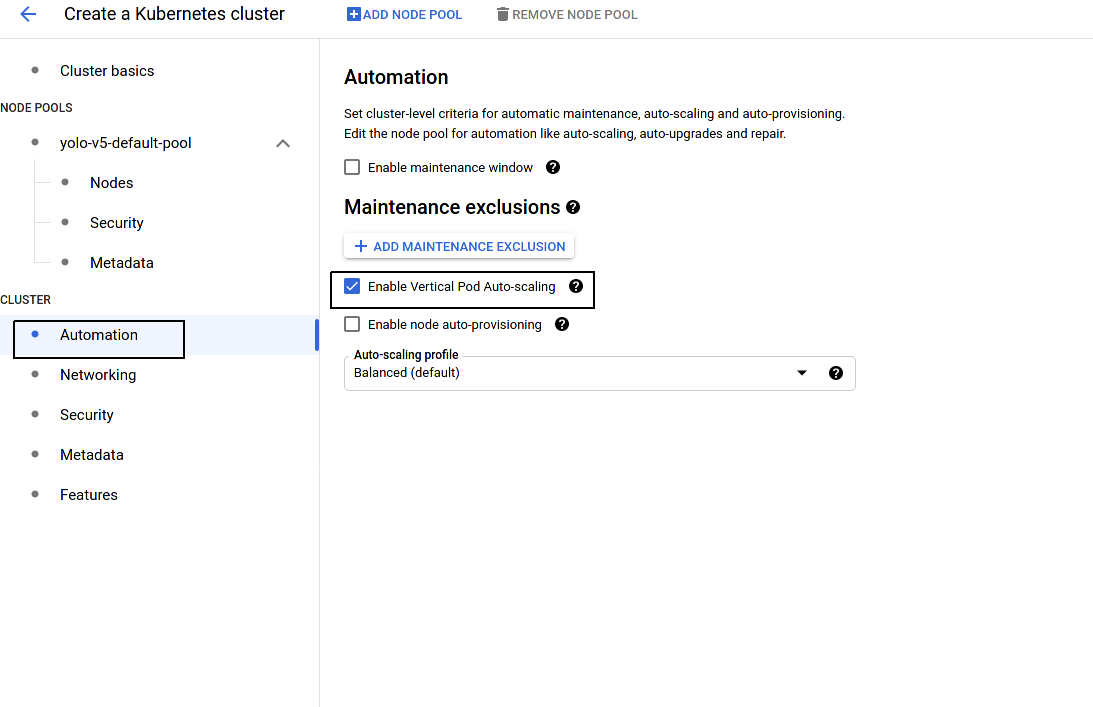 Create a Kubernetes cluster
ADD NODE POOL
REMOVE NODE POOL
Cluster basics
NODE POOLS
yolo-v5-default-pool
Nodes
Security
Metadata
CLUSTER
Automation
Networking
Security
Metadata
Features
Automation
Set cluster-level criteria for automatic maintenance, auto-scaling and auto-provisioning.
Edit the node pool for automation like auto-scaling, auto-upgrades and repair.
Enable maintenance window
Maintenance exclusions
ADD MAINTENANCE EXCLUSION
Enable Vertical Pod Auto-scaling
Enable node auto-provisioning
Auto-scaling profile
Balanced (default)